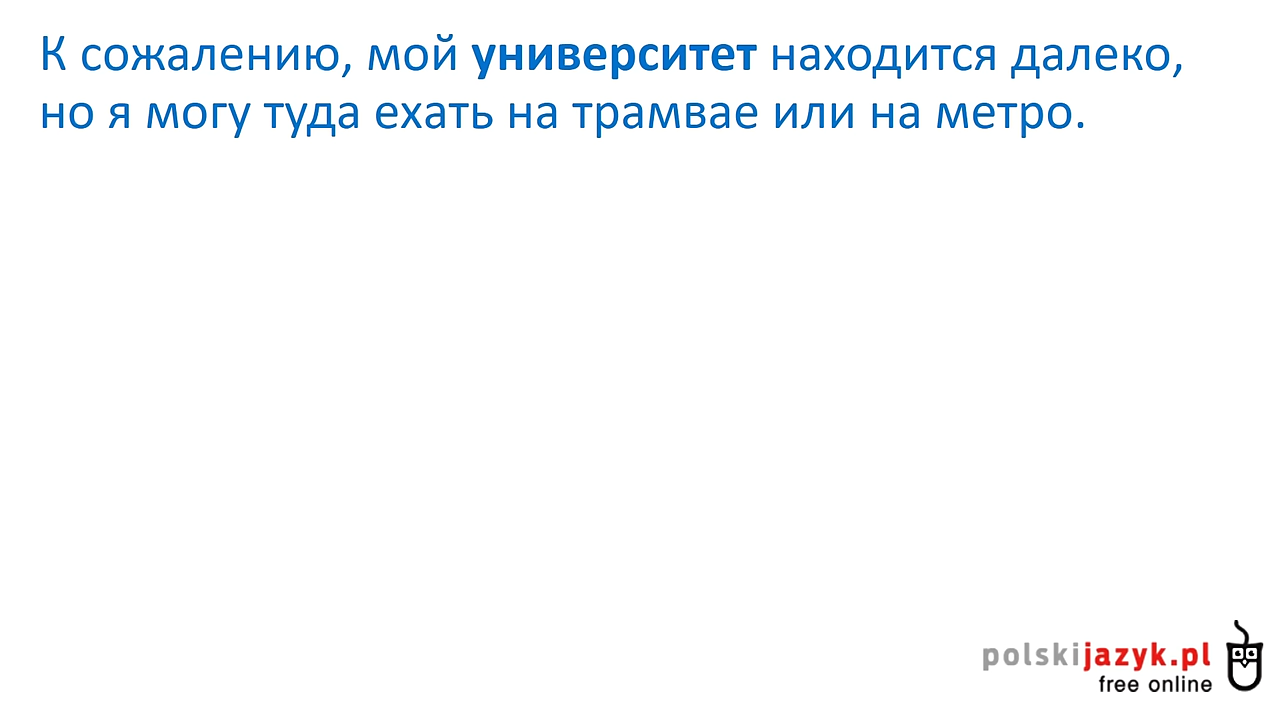 К сожалению, мой университет находится далеко,
но я могу туда ехать на трамвае или на метро.
polskijazyk.pl
free online